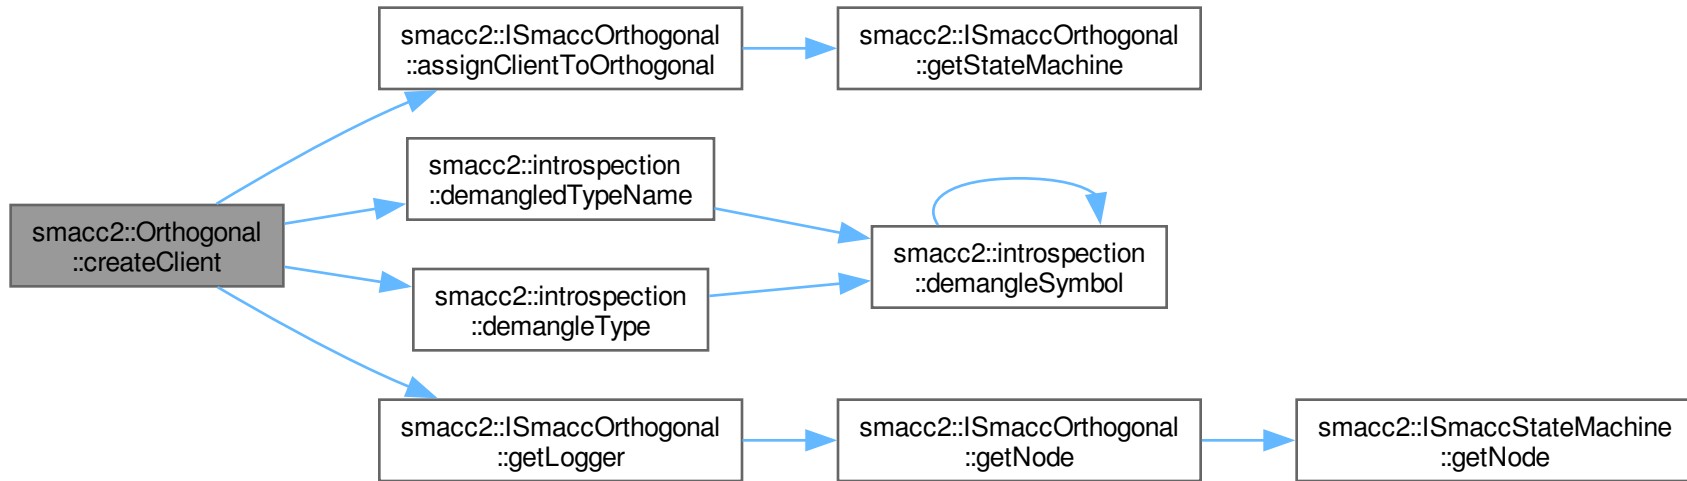 smacc2::ISmaccOrthogonal
::assignClientToOrthogonal
smacc2::ISmaccOrthogonal
::getStateMachine
smacc2::introspection
::demangledTypeName
smacc2::Orthogonal
::createClient
smacc2::introspection
::demangleSymbol
smacc2::introspection
::demangleType
smacc2::ISmaccOrthogonal
::getLogger
smacc2::ISmaccOrthogonal
::getNode
smacc2::ISmaccStateMachine
::getNode